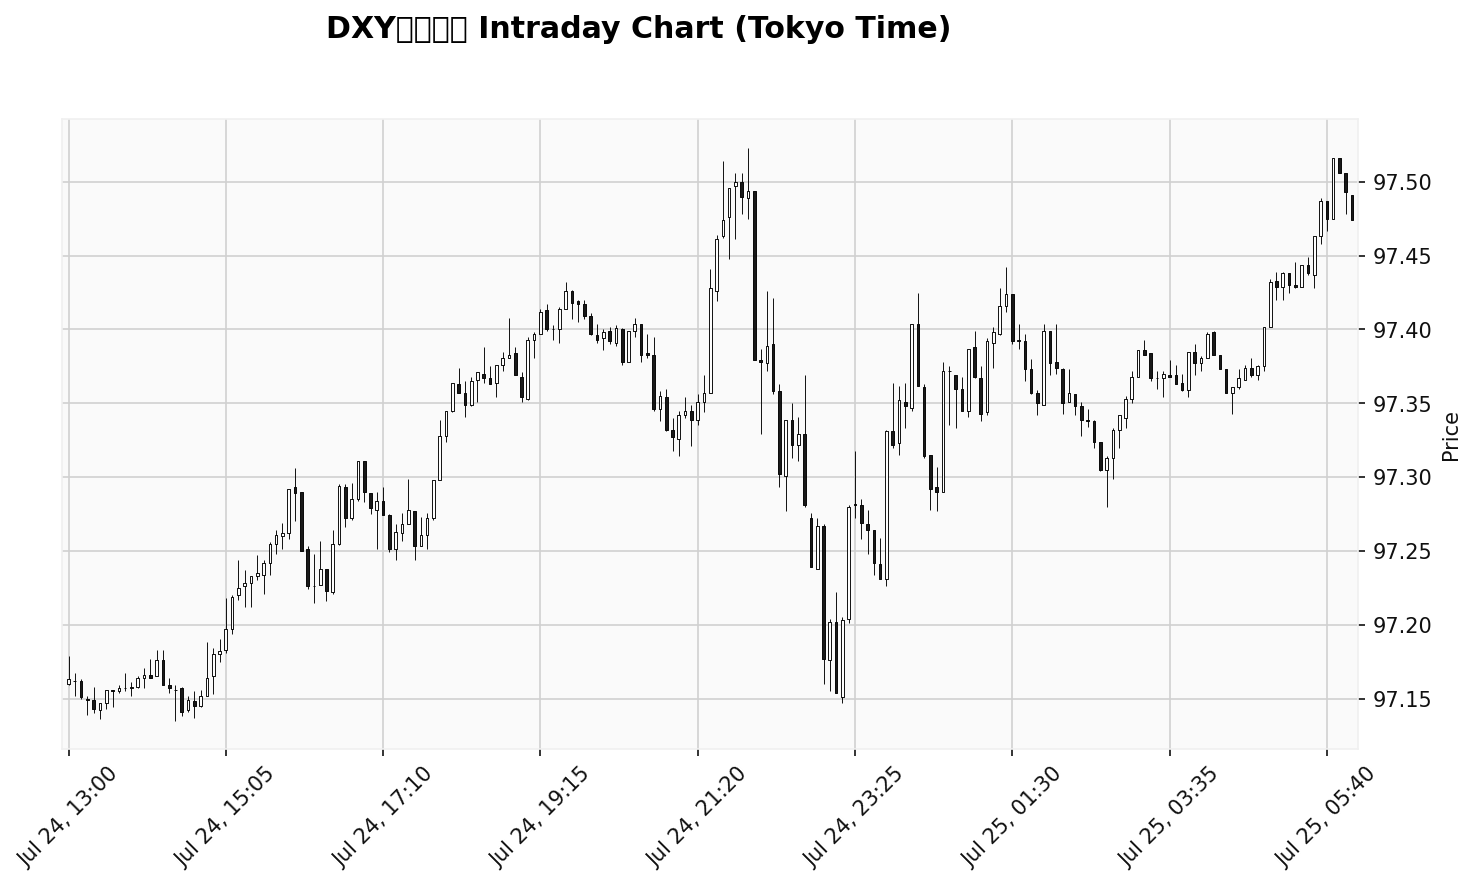 DXY Intraday Chart (Tokyo Time)
97.50
97.45
97.40
97.35
97.30
97.25
97.20
97.15
Price
Jul 24, 13:00
Jul 24, 15:05
Jul 24, 17:10
Jul 24, 19:15
Jul 24, 21:20
Jul 24, 23:25
Jul 25, 01:30
Jul 25, 03:35
Jul 25, 05:40